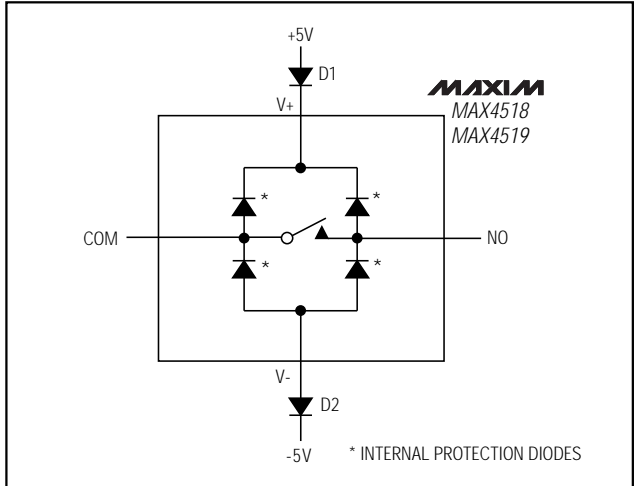 +5V
D1
V+
MAXIM
MAX4518
MAX4519
*
*
COM
NO
*
*
V-
D2
-5V
* INTERNAL PROTECTION DIODES